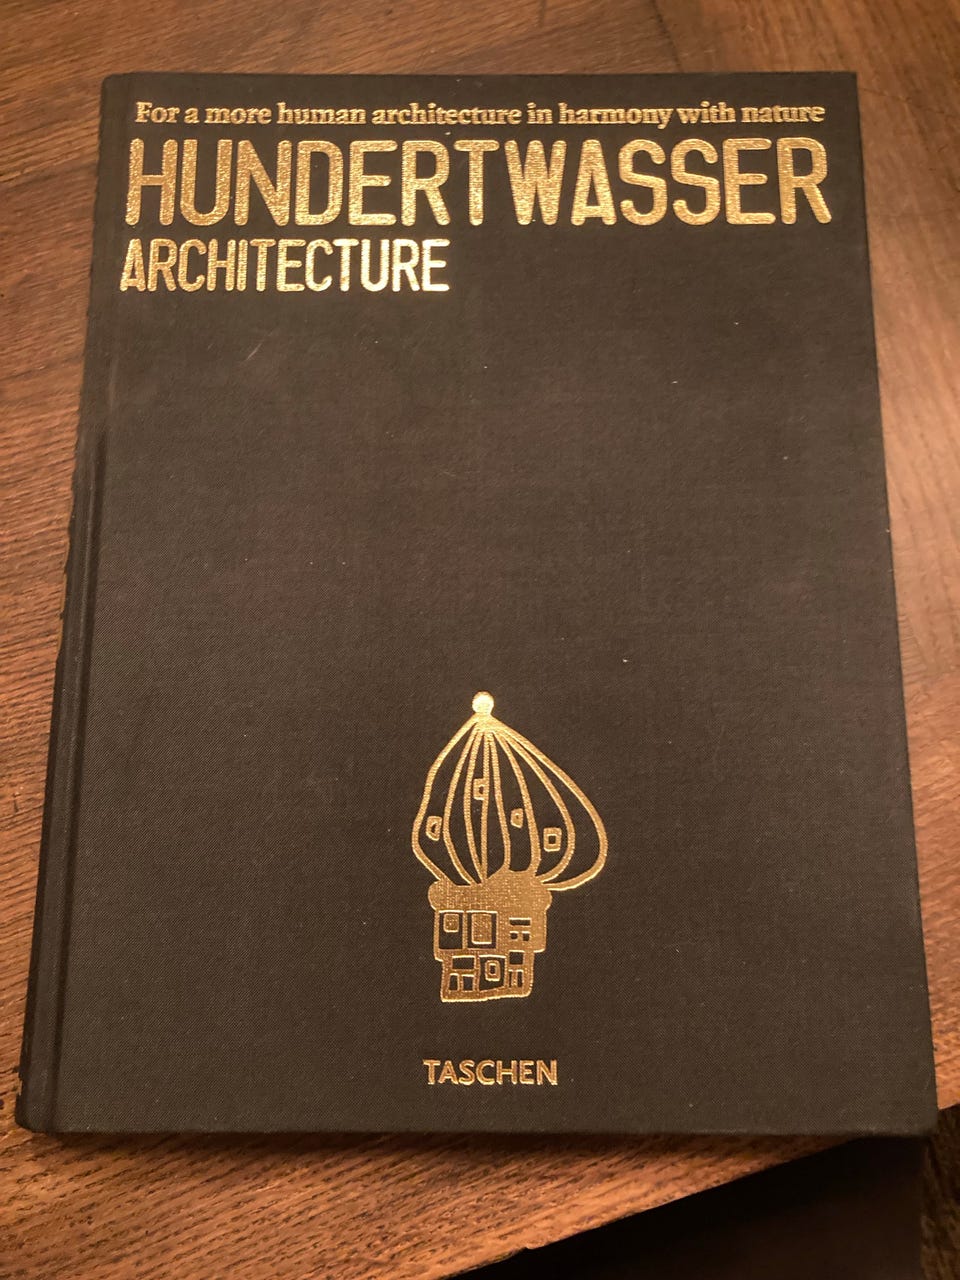 For a more human architecture in harmony with nature
HUNDERTWASSER
ARCHITECTURE
TASCHEN